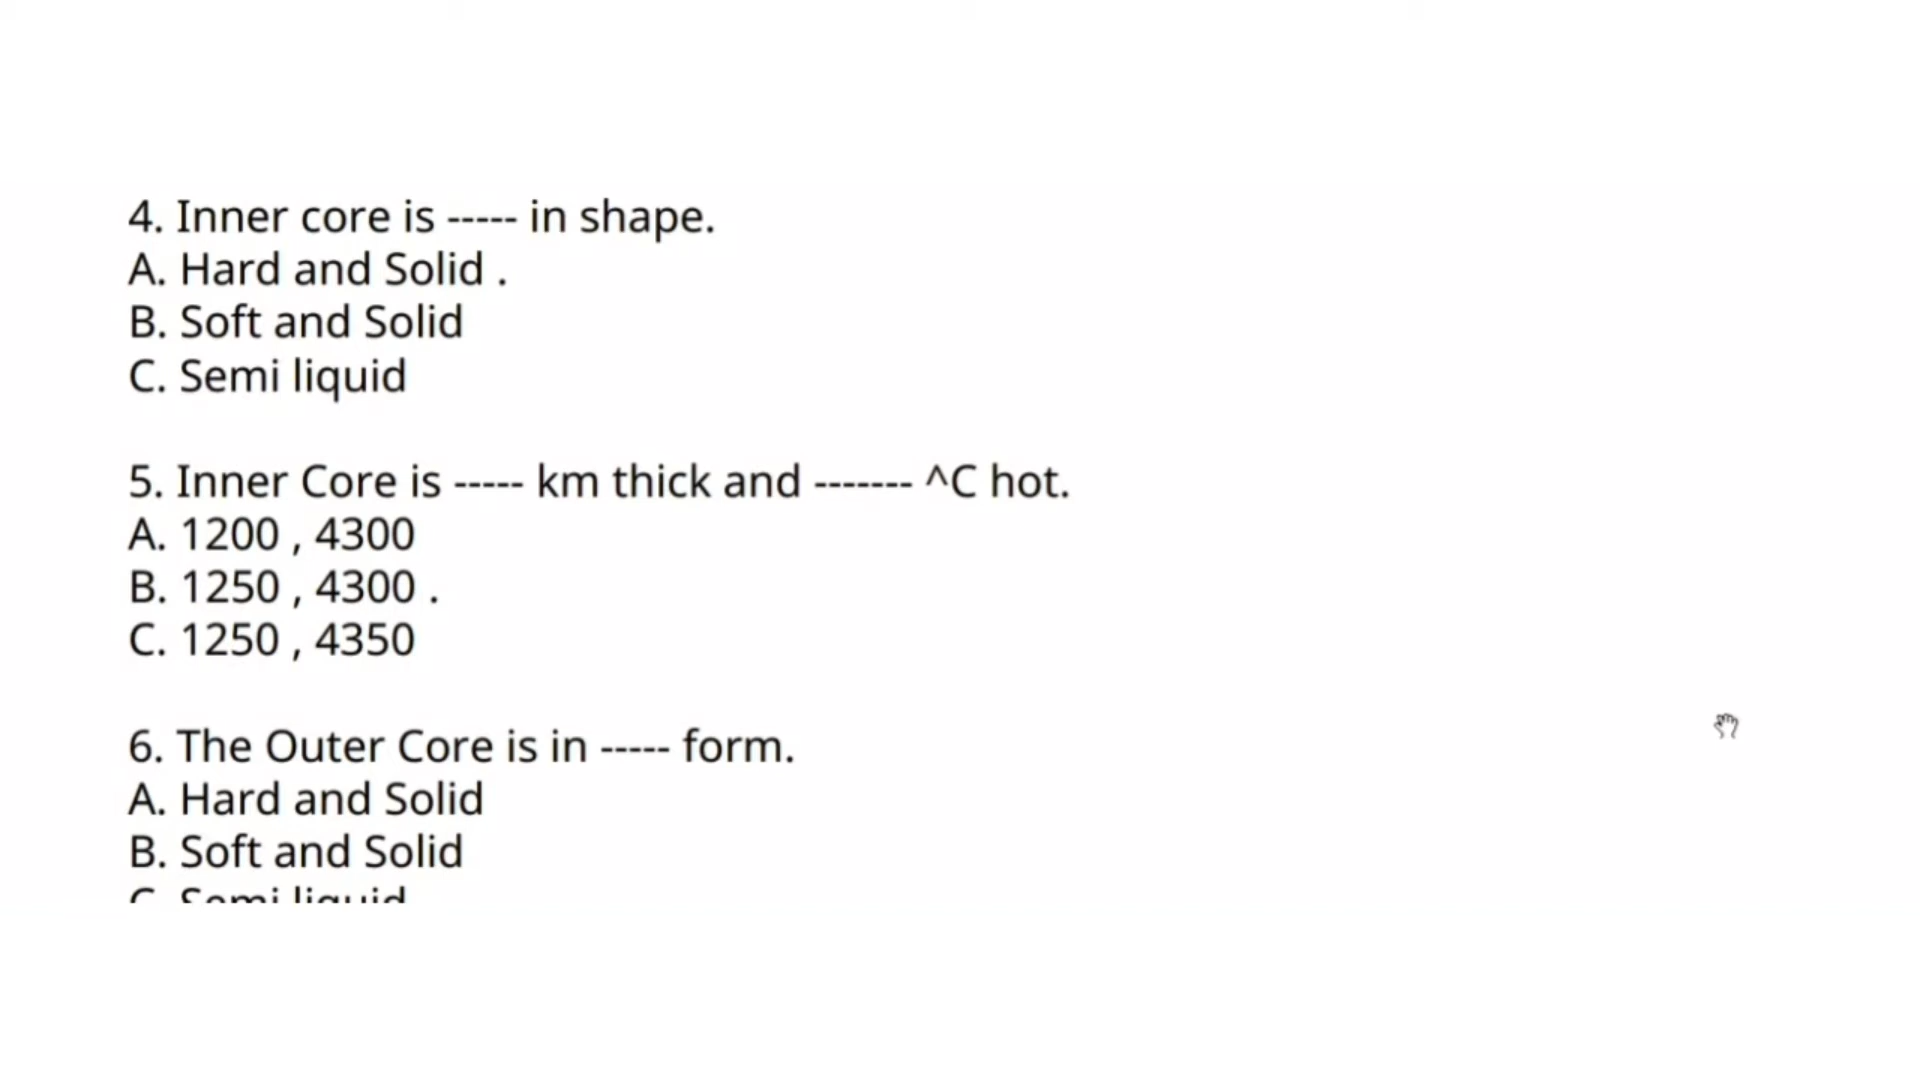 4. Inner core is ----- in shape.
A. Hard and Solid .
B. Soft and Solid
C. Semi liquid
5. Inner Core is ----- km thick and ------- ^C hot.
A. 1200 , 4300
B. 1250 , 4300 .
C. 1250 , 4350
6. The Outer Core is in ----- form.
A. Hard and Solid
B. Soft and Solid
C. Semi liquid